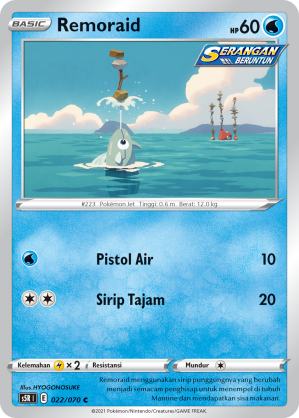 BASIC Remoraid HP60
SERANGAN
BERUNTUN
#223 Pokémon Jet Tinggi: 0.6 m. Berat: 12.0 kg
Pistol Air 10
Sirip Tajam 20
Kelemahan ×2 Resistansi Mundur
Ilus.HYOGONOSUKE
s5R I E 022/070 C
Remoraid menggunakan sirip punggungnya yang berubah
menjadi semacam penghisap untuk menempel di tubuh
Mantine dan mendapatkan sisa makanan.
©2021 Pokémon/Nintendo/Creatures/GAME FREAK